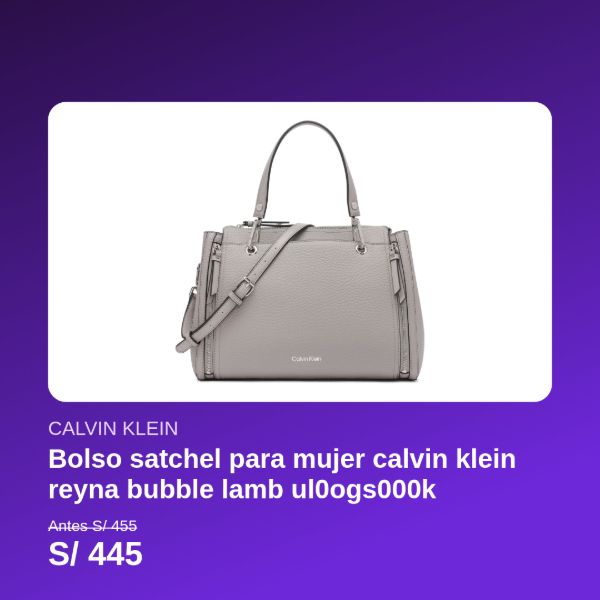 Calvin Klein
CALVIN KLEIN
Bolso satchel para mujer calvin klein
reyna bubble lamb ul0ogs000k
Antes S/ 455
S/ 445